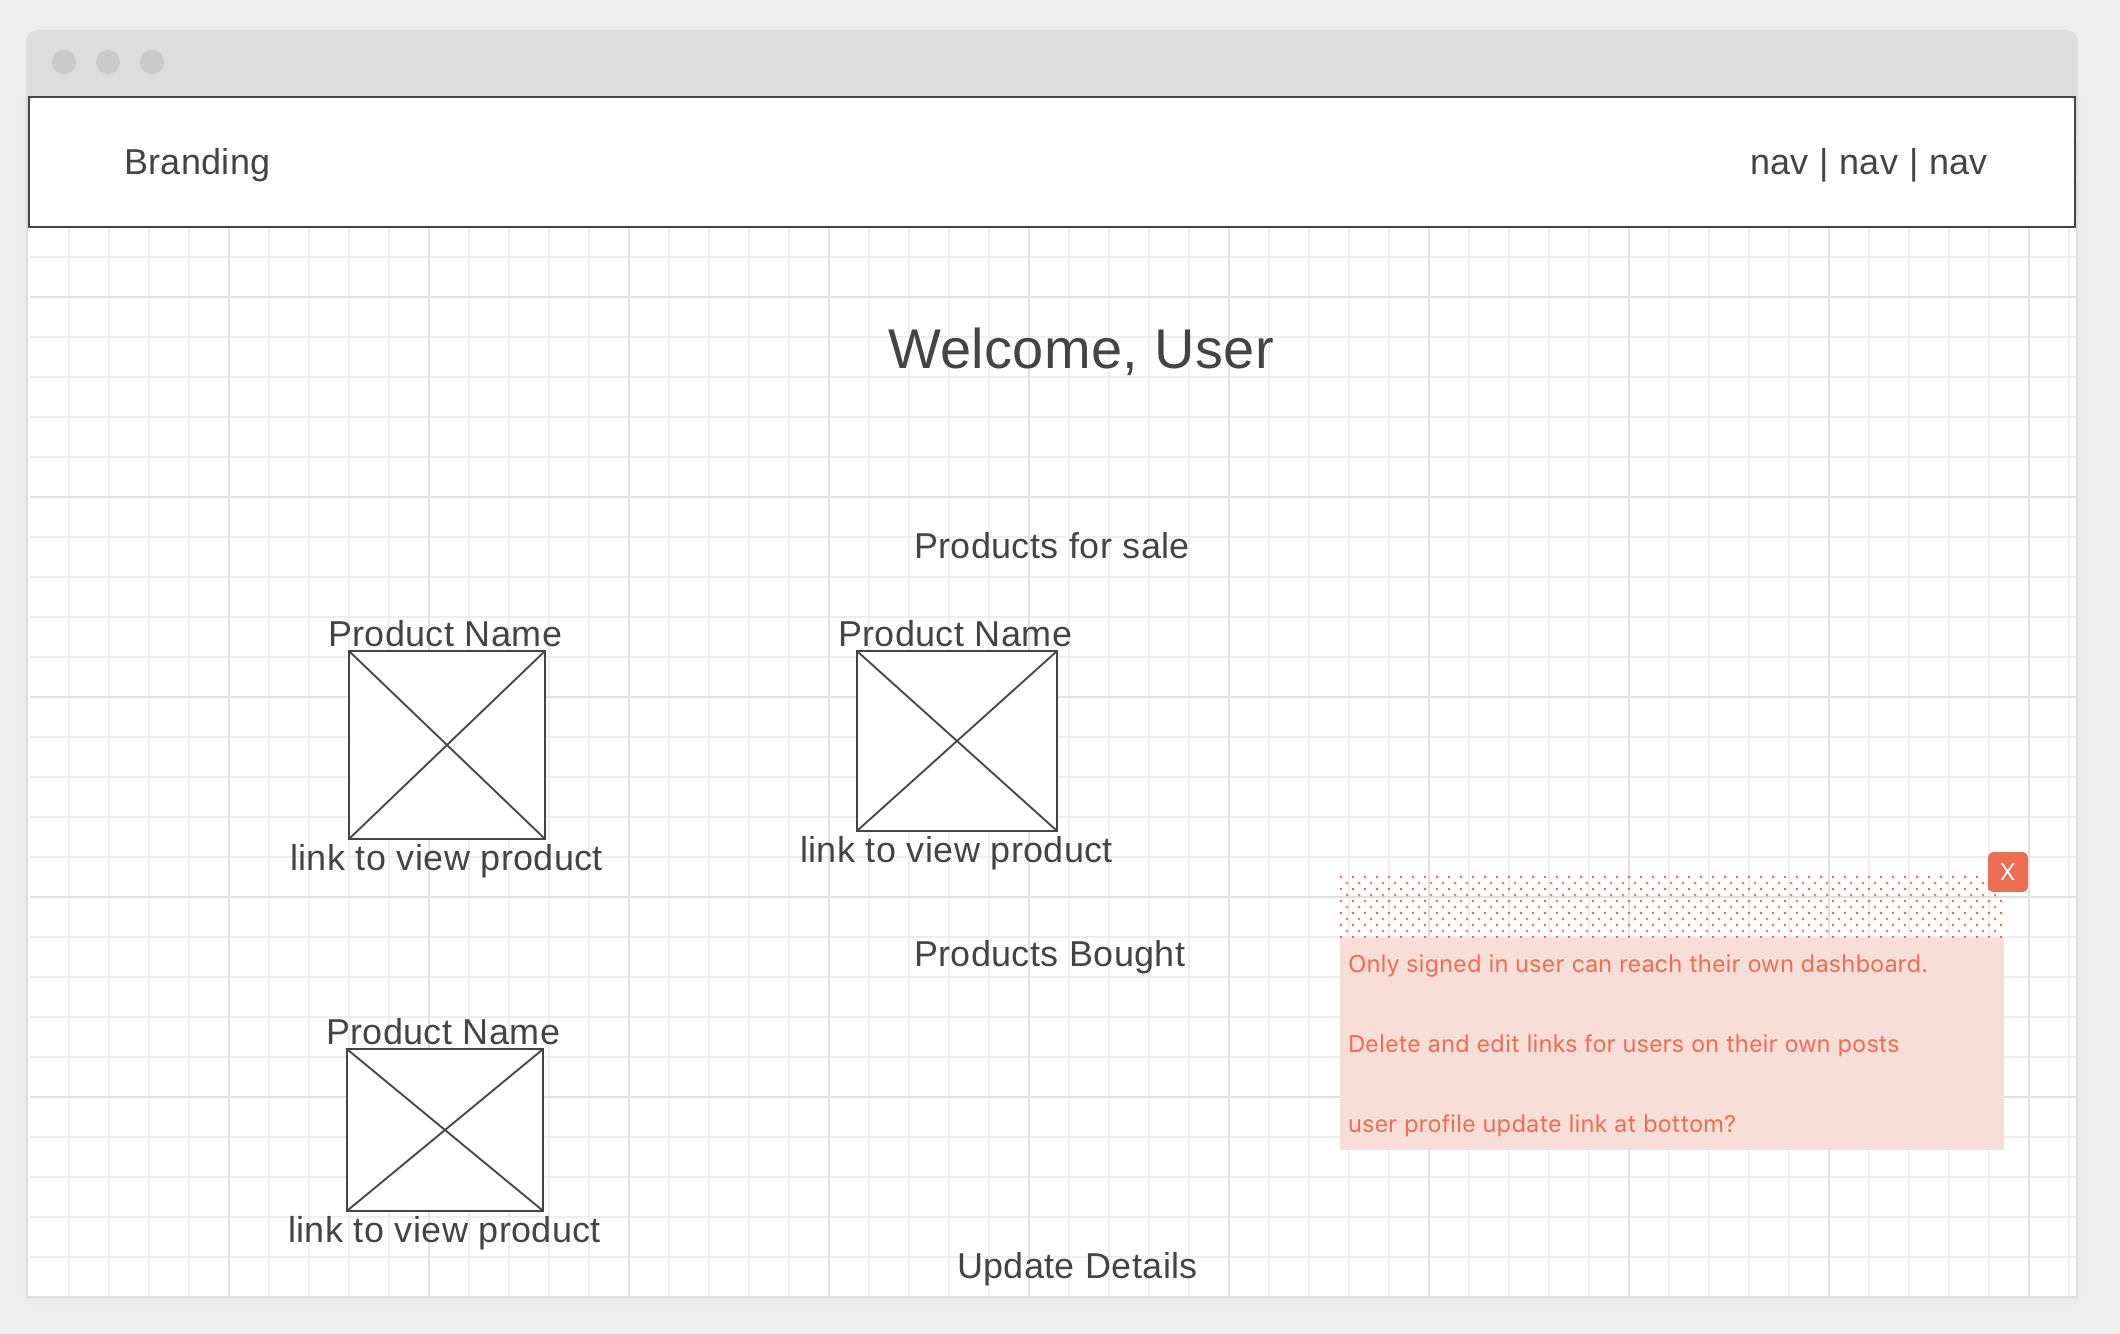 Branding
nav | nav | nav
Welcome, User
Products for sale
Product Name
Product Name
link to view product
link to view product
X
Only signed in user can reach their own dashboard.
Delete and edit links for users on their own posts
user profile update link at bottom?
Products Bought
Product Name
link to view product
Update Details